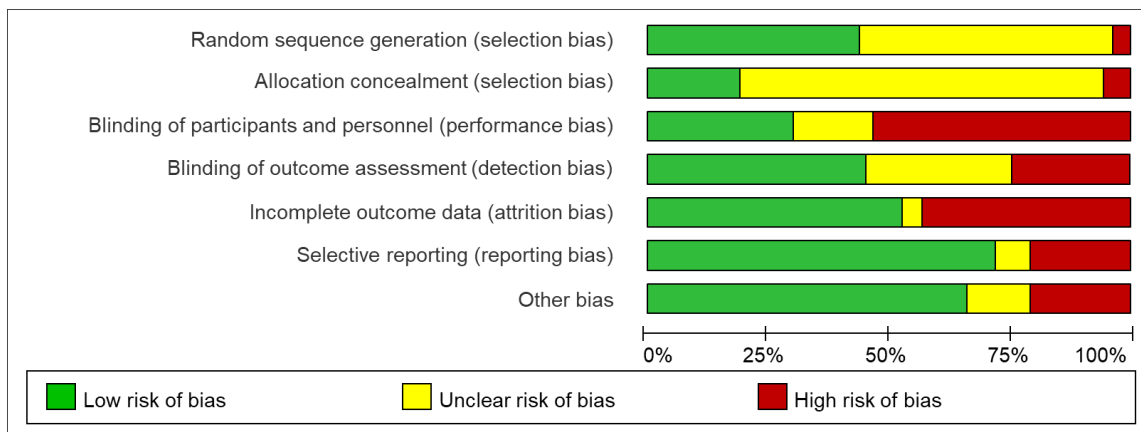 Random sequence generation (selection bias)
Allocation concealment (selection bias)
Blinding of participants and personnel (performance bias)
Blinding of outcome assessment (detection bias)
Incomplete outcome data (attrition bias)
Selective reporting (reporting bias)
Other bias
0% 25% 50% 75% 100%
Low risk of bias Unclear risk of bias High risk of bias